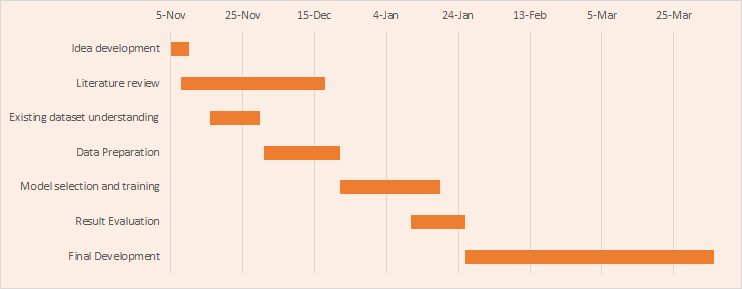 5-Nov 25-Nov 15-Dec 4-Jan 24-Jan 13-Feb 5-Mar 25-Mar
Idea development
Literature review
Existing dataset understanding
Data Preparation
Model selection and training
Result Evaluation
Final Development